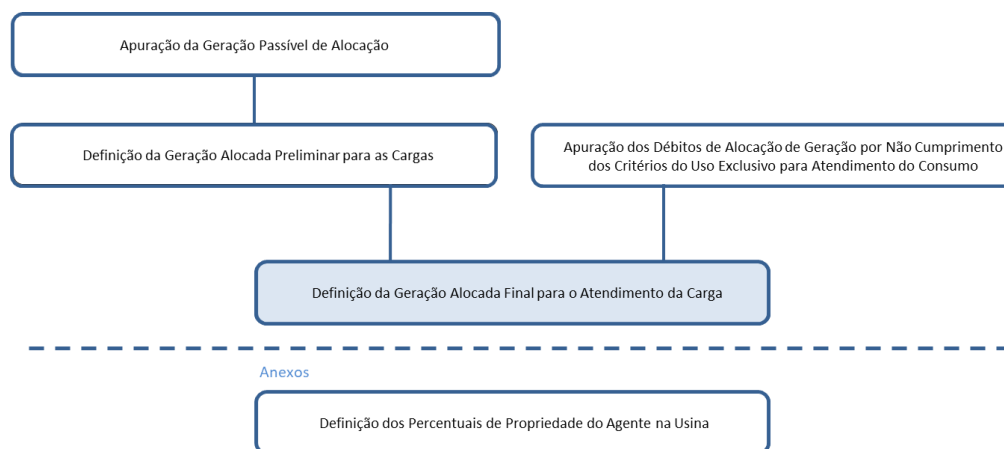 Apuração da Geração Passível de Alocação
Definição da Geração Alocada Preliminar para as Cargas
Apuração dos Débitos de Alocação de Geração por Não Cumprimento
dos Critérios do Uso Exclusivo para Atendimento do Consumo
Definição da Geração Alocada Final para o Atendimento da Carga
Anexos
Definição dos Percentuais de Propriedade do Agente na Usina